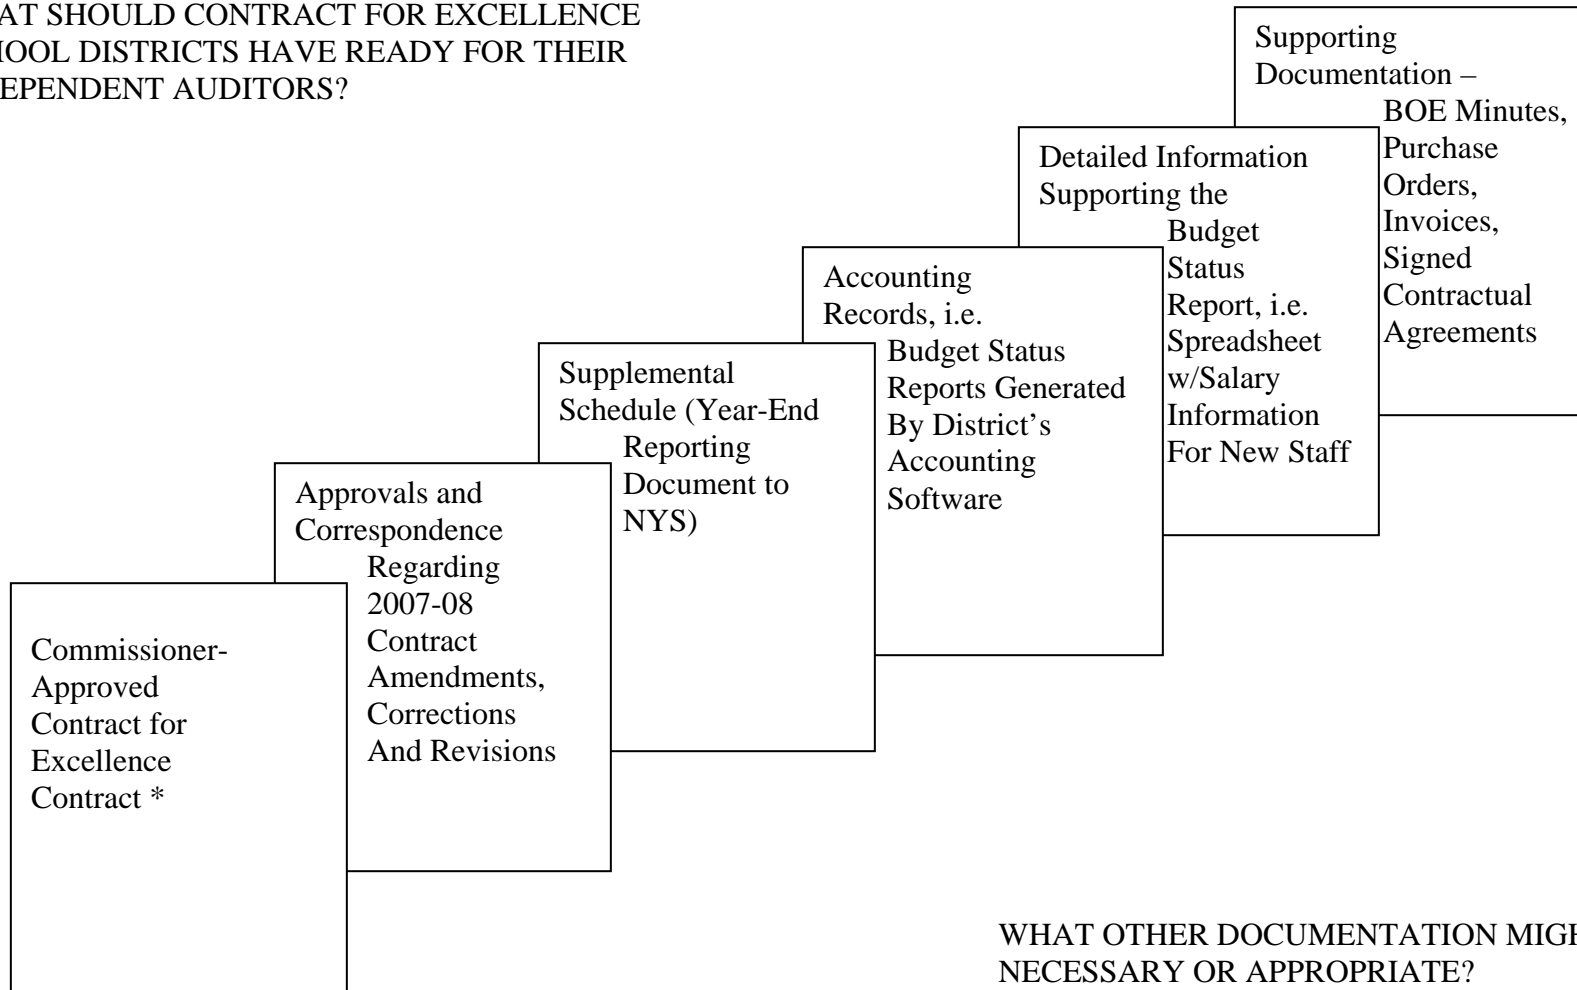 AT SHOULD CONTRACT FOR EXCELLENCE
HOOL DISTRICTS HAVE READY FOR THEIR
EPENDENT AUDITORS?
Commissioner-
Approved
Contract for
Excellence
Contract *
Approvals and
Correspondence
Regarding
2007-08
Contract
Amendments,
Corrections
And Revisions
Supplemental
Schedule (Year-End
Reporting
Document to
NYS)
Accounting
Records, i.e.
Budget Status
Reports Generated
By District’s
Accounting
Software
Detailed Information
Supporting the
Budget
Status
Report, i.e.
Spreadsheet
w/Salary
Information
For New Staff
Supporting
Documentation –
BOE Minutes,
Purchase
Orders,
Invoices,
Signed
Contractual
Agreements
WHAT OTHER DOCUMENTATION MIGH
NECESSARY OR APPROPRIATE?